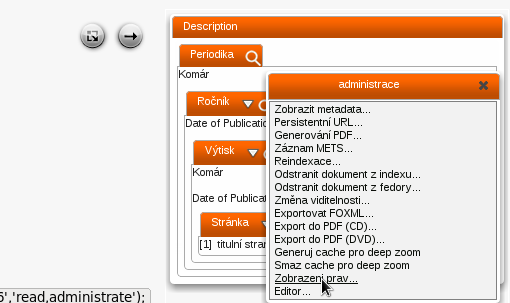 Description
Periodika
Komár
Ročník
Date of Publicatio
Výtisk
Komár
Date of Publicat
Stránka
[1] titulní stran
administrace
Zobrazit metadata...
Persistentní URL...
Generování PDF...
Záznam METS...
Reindexace...
Odstranit dokument z indexu...
Odstranit dokument z fedory...
Změna viditelnosti...
Exportovat FOXML...
Export do PDF (CD)...
Export do PDF (DVD)...
Generuj cache pro deep zoom
Smaz cache pro deep zoom
Zobrazeni prav...
Editor...
5','read,administrate');